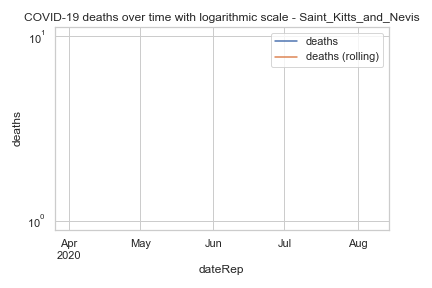 COVID-19 deaths over time with logarithmic scale - Saint_Kitts_and_Nevis
10¹
deaths
deaths (rolling)
deaths
10⁰
Apr May Jun Jul Aug
2020
dateRep